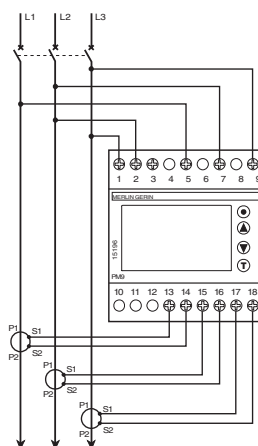 L1 L2 L3
1 2 3 4 5 6 7 8 9
MERLIN GERIN
15196
T
PM9
10 11 12 13 14 15 16 17 18
P1 S1
P2 S2
P1 S1
P2 S2
P1 S1
P2 S2